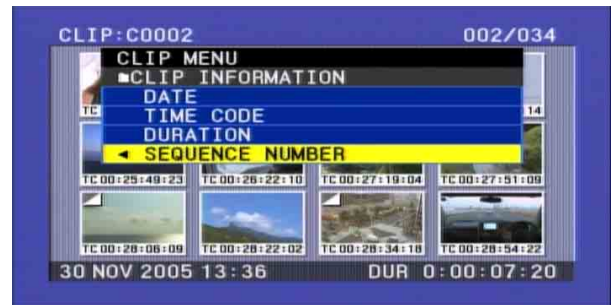 CLIP:C0002 002/034
CLIP MENU
CLIP INFORMATION
DATE
TIME CODE
DURATION
SEQUENCE NUMBER
TC 14
TC 00:25:49:23 TC 00:26:22:10 TC 00:27:19:04 TC 00:27:51:09
TC 00:28:06:09 TC 00:28:22:02 TC 00:28:34:18 TC 00:28:54:22
30 NOV 2005 13:36 DUR 0:00:07:20